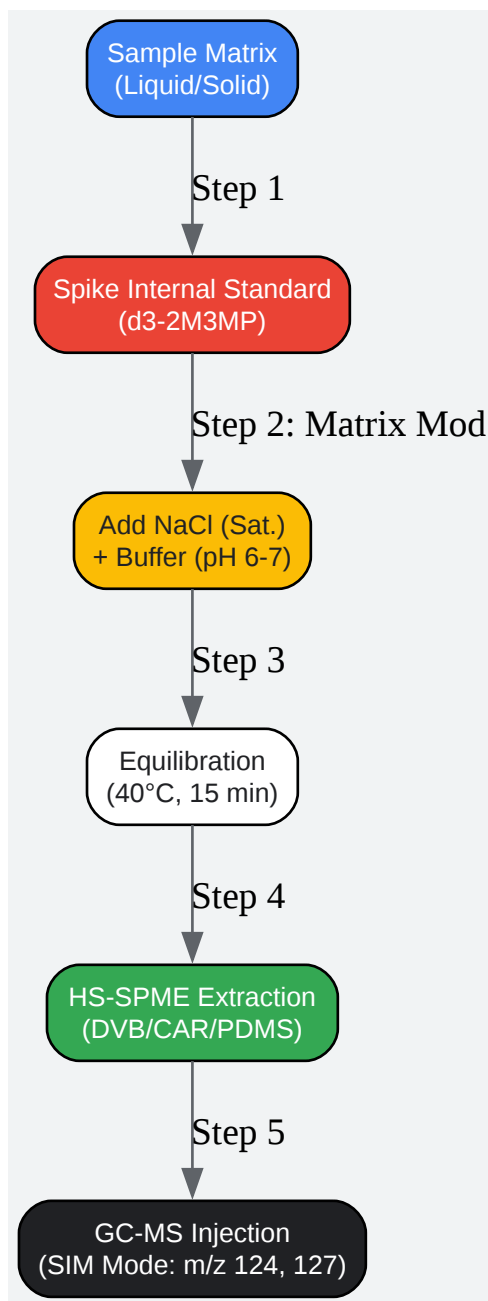 Sample Matrix
(Liquid/Solid)
Step 1
Spike Internal Standard
(d3-2M3MP)
Step 2: Matrix Mod
Add NaCl (Sat.)
+ Buffer (pH 6-7)
Step 3
Equilibration
(40°C, 15 min)
Step 4
HS-SPME Extraction
(DVB/CAR/PDMS)
Step 5
GC-MS Injection
(SIM Mode: m/z 124, 127)